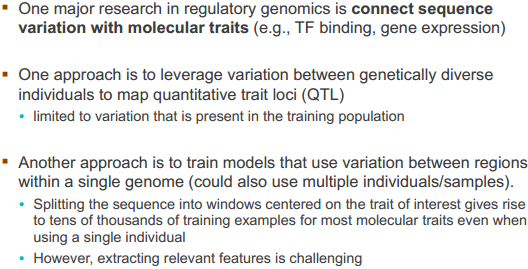 ▪ One major research in regulatory genomics is connect sequence
variation with molecular traits (e.g., TF binding, gene expression)
▪ One approach is to leverage variation between genetically diverse
individuals to map quantitative trait loci (QTL)
• limited to variation that is present in the training population
▪ Another approach is to train models that use variation between regions
within a single genome (could also use multiple individuals/samples).
• Splitting the sequence into windows centered on the trait of interest gives rise
to tens of thousands of training examples for most molecular traits even when
using a single individual
• However, extracting relevant features is challenging